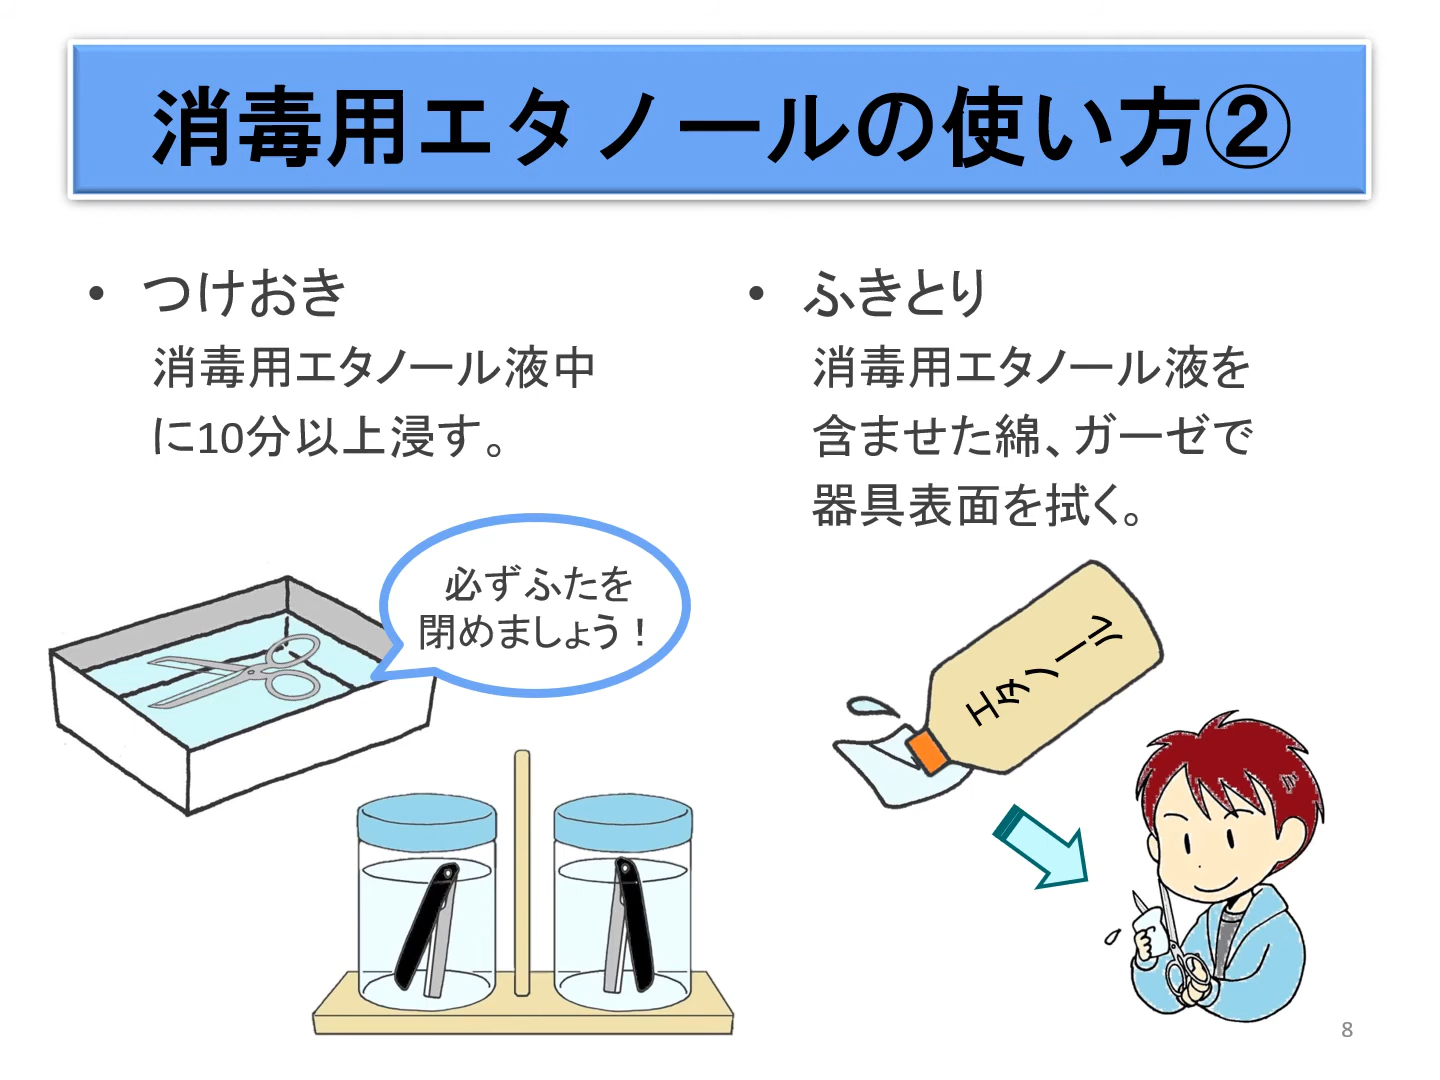 消毒用エタノールの使い方②
• つけおき
消毒用エタノール液中
に10分以上浸す。
• ふきとり
消毒用エタノール液を
含ませた綿、ガーゼで
器具表面を拭く。
必ずふたを
閉めましょう！
エタノール
8